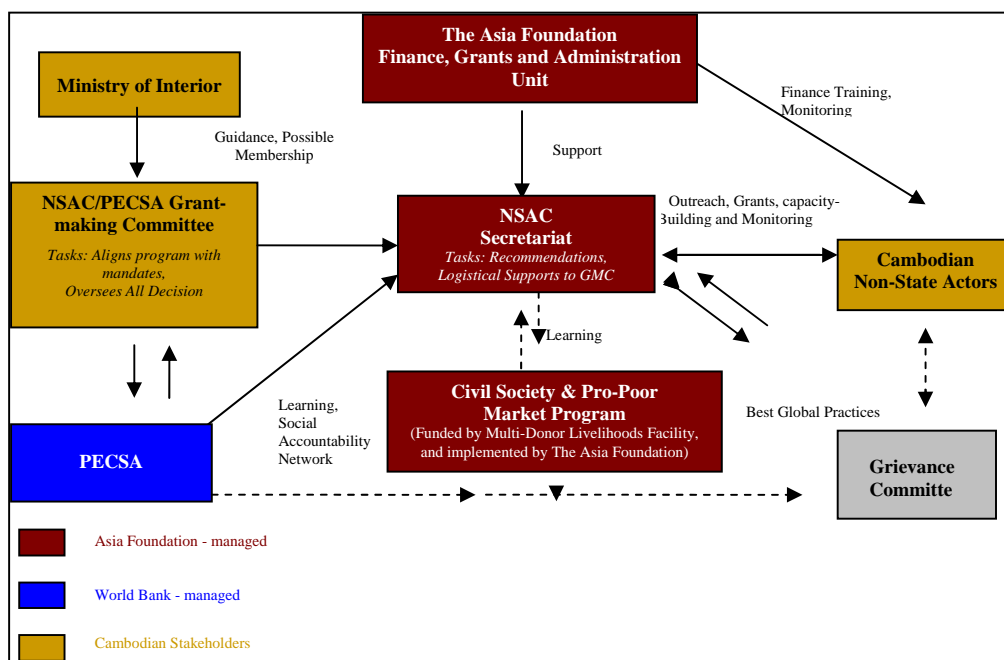 The Asia Foundation
Finance, Grants and Administration
Unit
Ministry of Interior
Finance Training,
Monitoring
Guidance, Possible
Membership
Support
NSAC/PECSA Grant-
making Committee
Tasks: Aligns program with
mandates,
Oversees All Decision
NSAC
Secretariat
Tasks: Recommendations,
Logistical Supports to GMC
Outreach, Grants, capacity-
Building and Monitoring
Cambodian
Non-State Actors
Learning
Civil Society & Pro-Poor
Market Program
(Funded by Multi-Donor Livelihoods Facility,
and implemented by The Asia Foundation)
Learning,
Social
Accountability
Network
Best Global Practices
PECSA
Grievance
Committe
Asia Foundation - managed
World Bank - managed
Cambodian Stakeholders